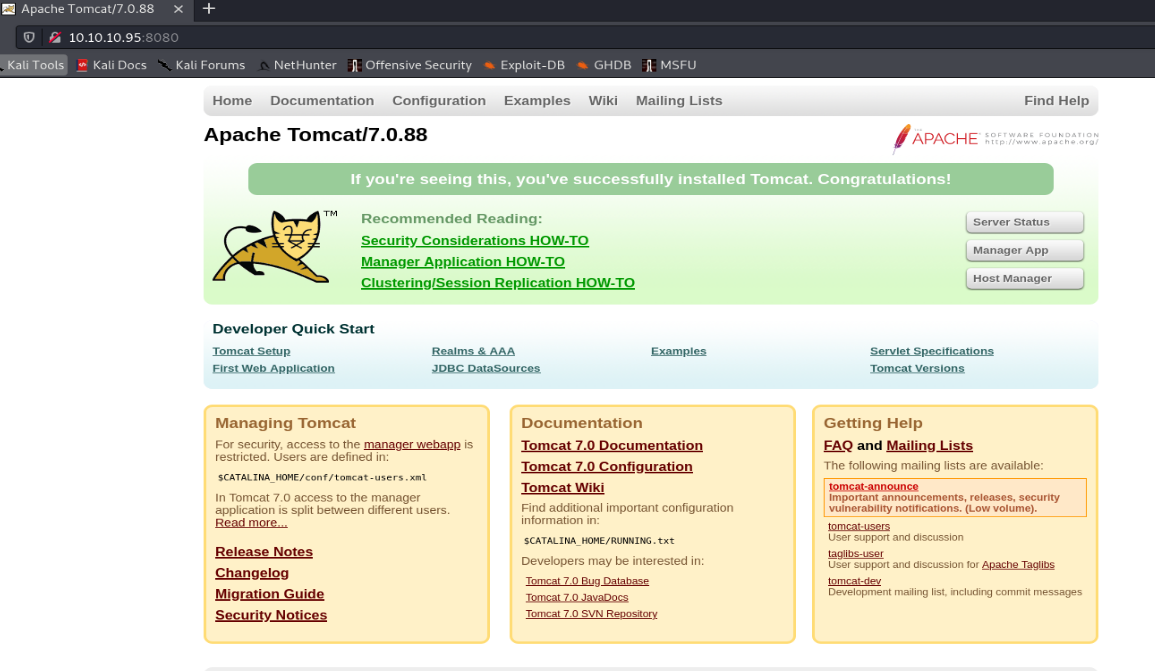 Apache Tomcat/7.0.88
10.10.10.95:8080
Kali Tools Kali Docs Kali Forums NetHunter Offensive Security Exploit-DB GHDB MSFU
Home Documentation Configuration Examples Wiki Mailing Lists Find Help
Apache Tomcat/7.0.88
APACHE SOFTWARE FOUNDATION
http://www.apache.org/
If you're seeing this, you've successfully installed Tomcat. Congratulations!
TM
Recommended Reading:
Security Considerations HOW-TO
Manager Application HOW-TO
Clustering/Session Replication HOW-TO
Server Status
Manager App
Host Manager
Developer Quick Start
Tomcat Setup
First Web Application
Realms & AAA
JDBC DataSources
Examples
Servlet Specifications
Tomcat Versions
Managing Tomcat
For security, access to the manager webapp is
restricted. Users are defined in:
$CATALINA_HOME/conf/tomcat-users.xml
In Tomcat 7.0 access to the manager
application is split between different users.
Read more...
Release Notes
Changelog
Migration Guide
Security Notices
Documentation
Tomcat 7.0 Documentation
Tomcat 7.0 Configuration
Tomcat Wiki
Find additional important configuration
information in:
$CATALINA_HOME/RUNNING.txt
Developers may be interested in:
Tomcat 7.0 Bug Database
Tomcat 7.0 JavaDocs
Tomcat 7.0 SVN Repository
Getting Help
FAQ and Mailing Lists
The following mailing lists are available:
tomcat-announce
Important announcements, releases, security
vulnerability notifications. (Low volume).
tomcat-users
User support and discussion
taglibs-user
User support and discussion for Apache Taglibs
tomcat-dev
Development mailing list, including commit messages